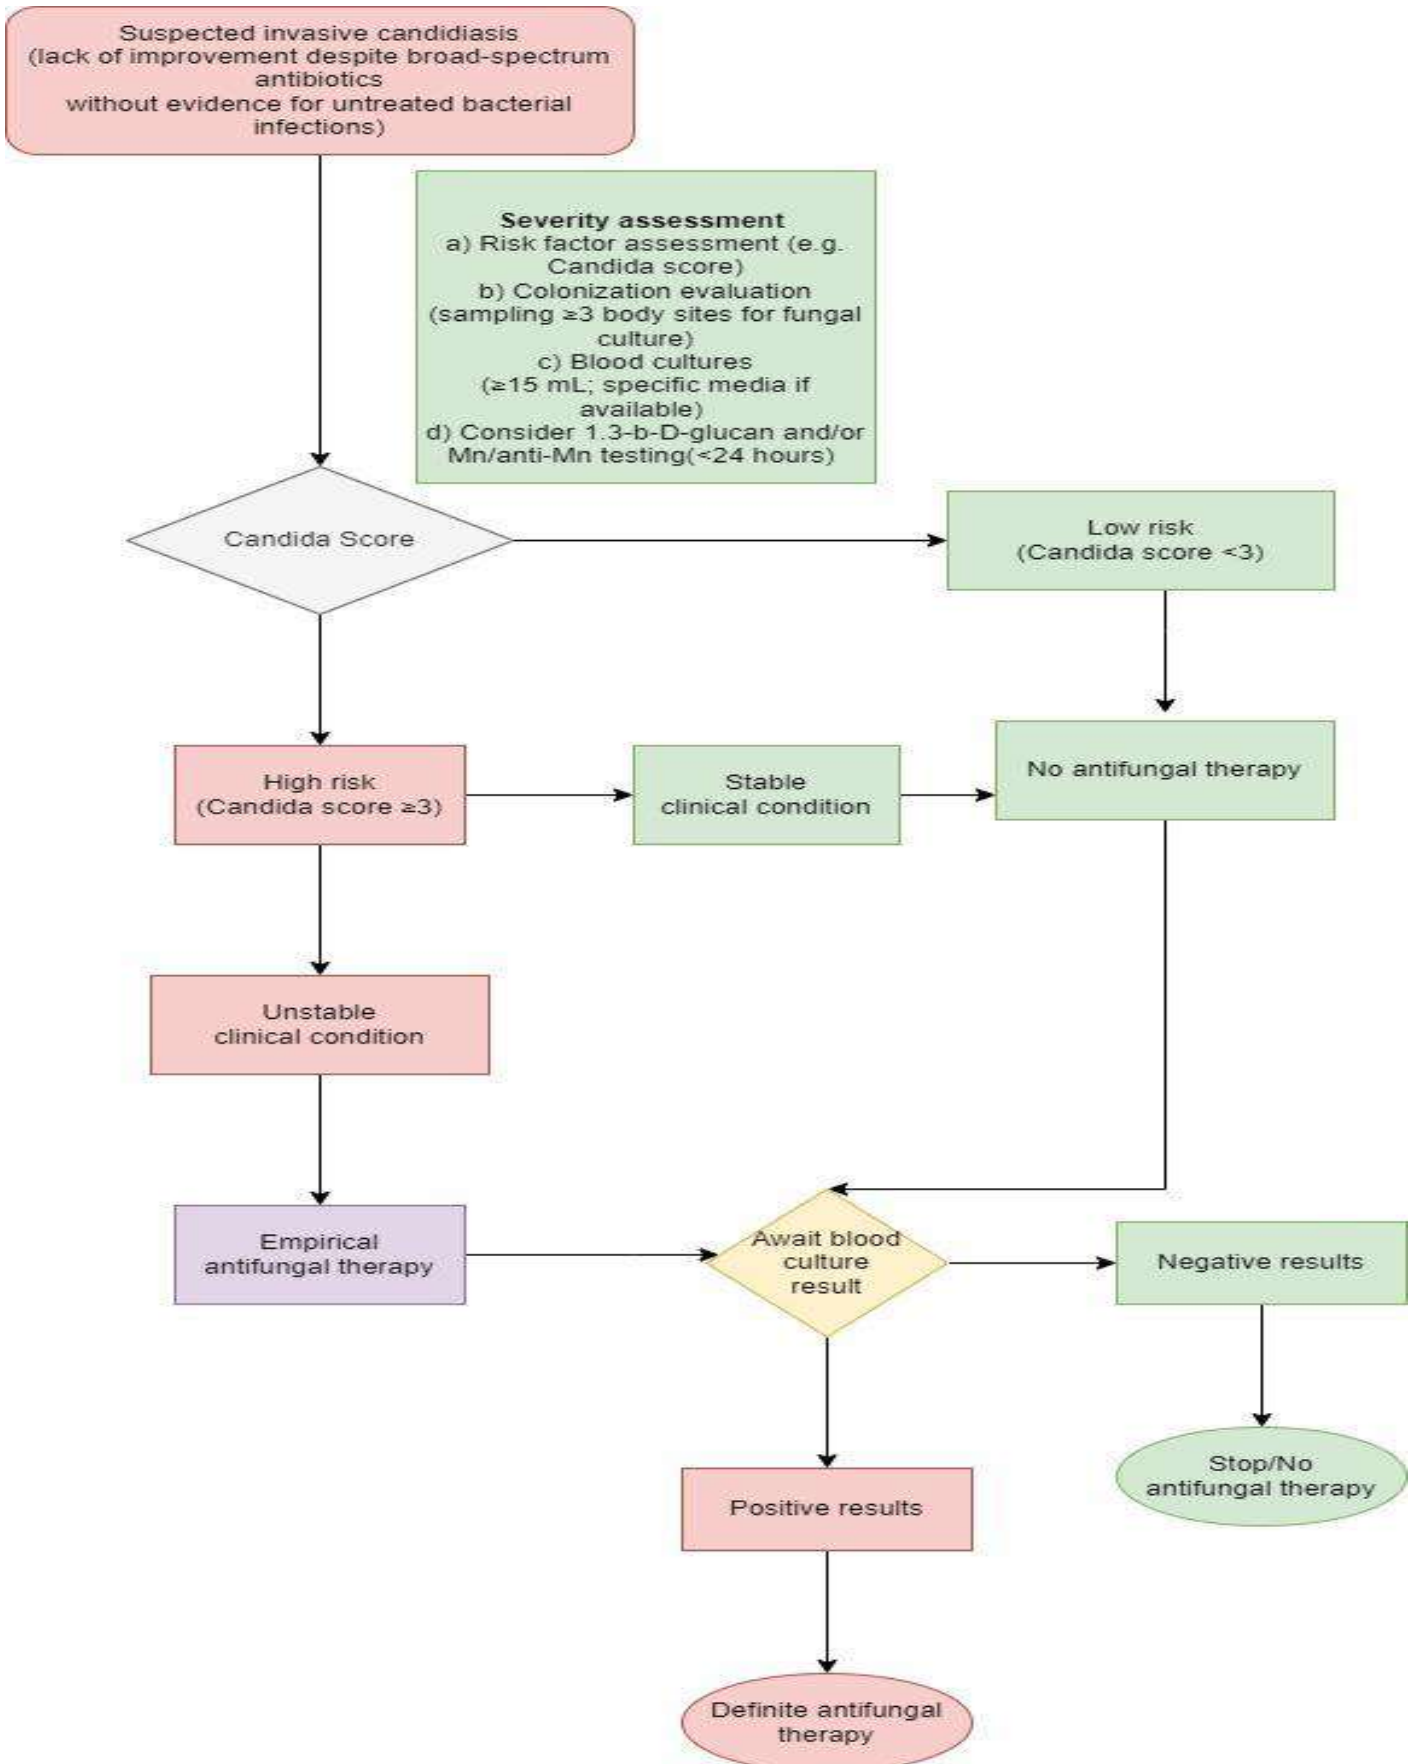 Suspected invasive candidiasis
(lack of improvement despite broad-spectrum
antibiotics
without evidence for untreated bacterial
infections)
Severity assessment
a) Risk factor assessment (e.g.
Candida score)
b) Colonization evaluation
(sampling ≥3 body sites for fungal
culture)
c) Blood cultures
(≥15 mL; specific media if
available)
d) Consider 1.3-b-D-glucan and/or
Mn/anti-Mn testing(<24 hours)
Candida Score
Low risk
(Candida score <3)
High risk
(Candida score ≥3)
Stable
clinical condition
No antifungal therapy
Unstable
clinical condition
Empirical
antifungal therapy
Await blood
culture
result
Negative results
Stop/No
antifungal therapy
Positive results
Definite antifungal
therapy